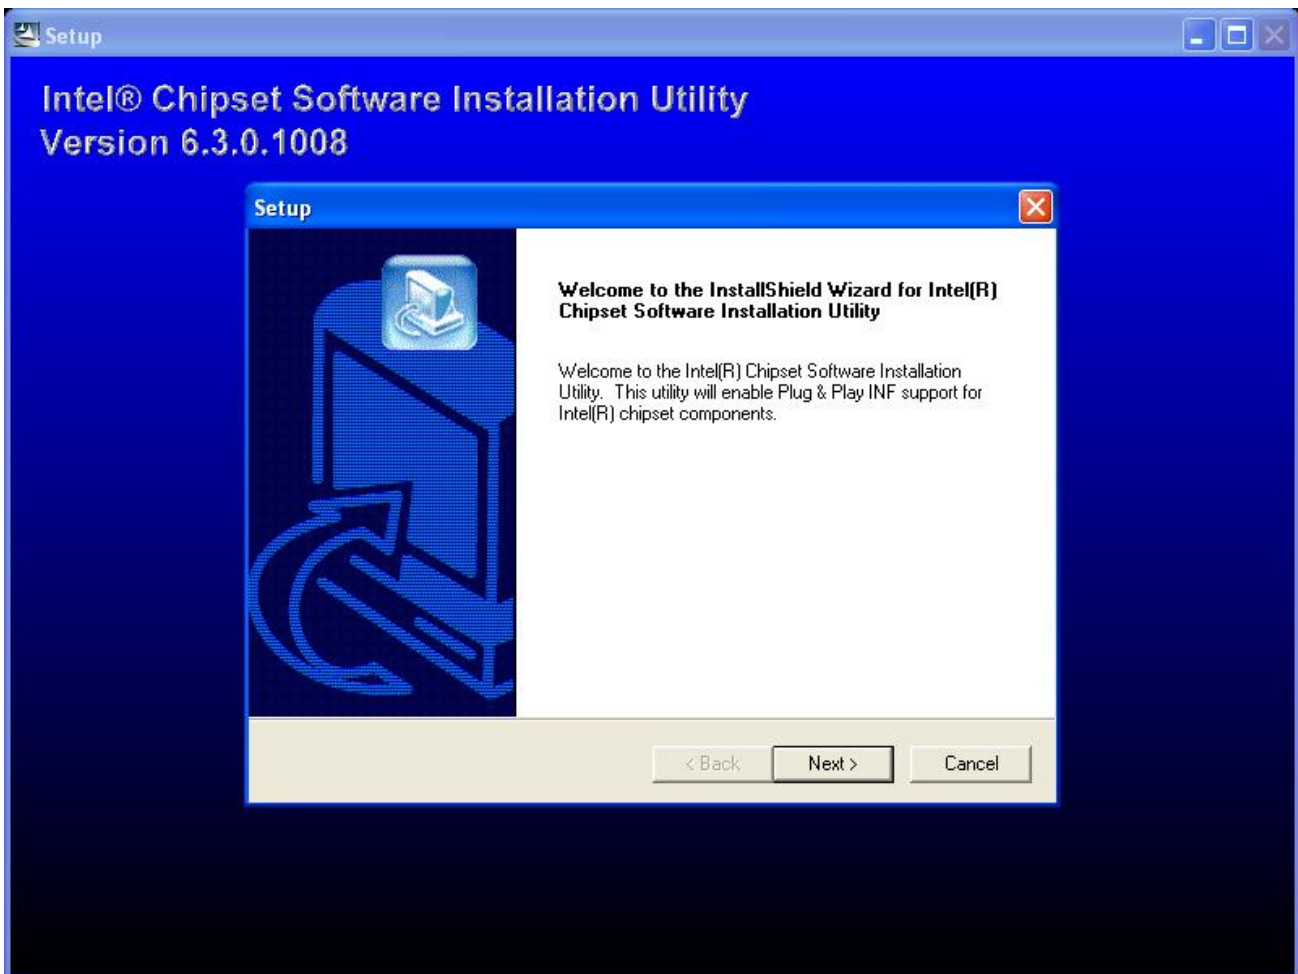 Setup
Intel® Chipset Software Installation Utility
Version 6.3.0.1008
Setup
Welcome to the InstallShield Wizard for Intel(R)
Chipset Software Installation Utility
Welcome to the Intel(R) Chipset Software Installation
Utility. This utility will enable Plug & Play INF support for
Intel(R) chipset components.
< Back Next > Cancel